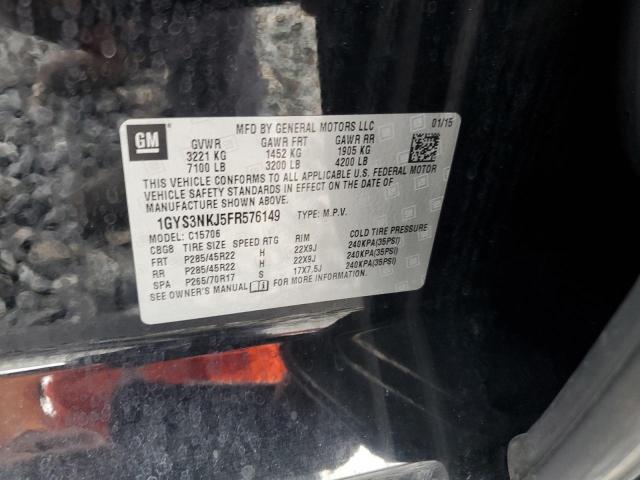 GM
MFD BY GENERAL MOTORS LLC 01/15
GVWR GAWR FRT GAWR RR
3221 KG 1452 KG 1905 KG
7100 LB 3200 LB 4200 LB
THIS VEHICLE CONFORMS TO ALL APPLICABLE U.S. FEDERAL MOTOR
VEHICLE SAFETY STANDARDS IN EFFECT ON THE DATE OF
MANUFACTURE SHOWN ABOVE.
1GYS3NKJ5FR576149 TYPE: M.P.V.
MODEL: C15706
CBGB TIRE SIZE SPEED RTG RIM COLD TIRE PRESSURE
FRT P285/45R22 H 22X9J 240KPA(35PSI)
RR P285/45R22 H 22X9J 240KPA(35PSI)
SPA P265/70R17 S 17X7.5J 240KPA(35PSI)
SEE OWNER'S MANUAL FOR MORE INFORMATION.